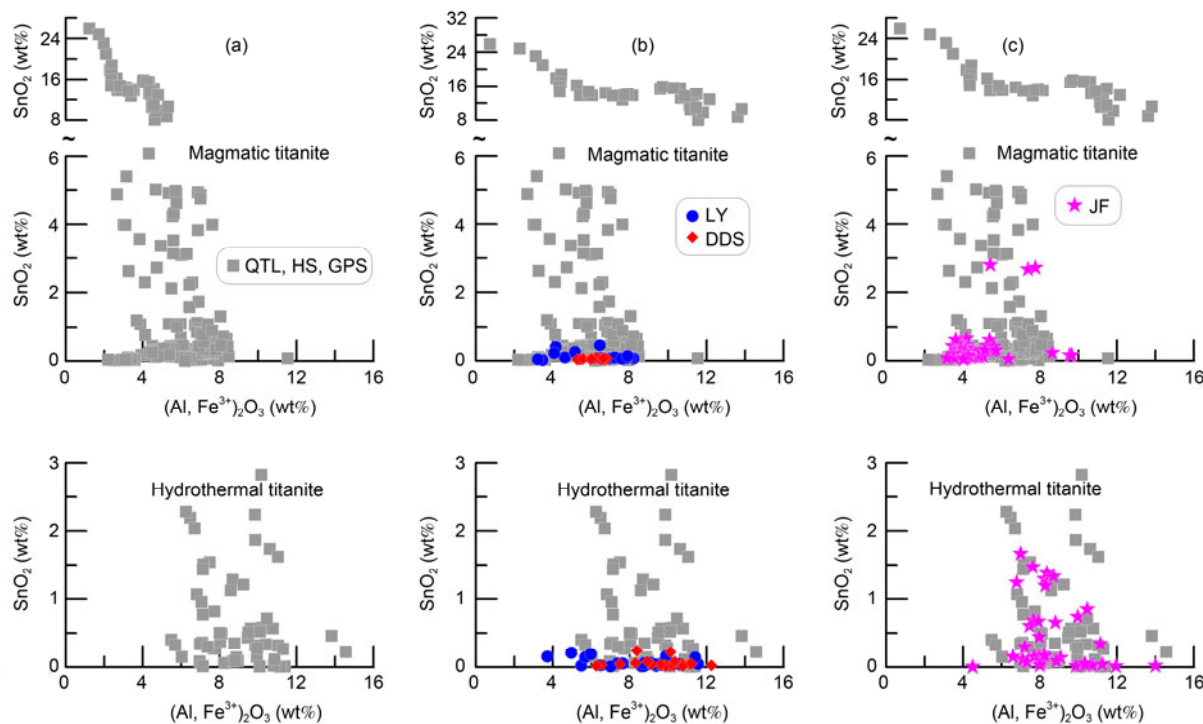 (a)
SnO₂ (wt%)
24
16
8
~
Magmatic titanite
SnO₂ (wt%)
6
4
2
0
QTL, HS, GPS
0 4 8 12 16
(Al, Fe³⁺)₂O₃ (wt%)
(b)
SnO₂ (wt%)
32
24
16
8
~
Magmatic titanite
SnO₂ (wt%)
6
4
2
0
LY
DDS
0 4 8 12 16
(Al, Fe³⁺)₂O₃ (wt%)
(c)
SnO₂ (wt%)
24
16
8
~
Magmatic titanite
SnO₂ (wt%)
6
4
2
0
JF
0 4 8 12 16
(Al, Fe³⁺)₂O₃ (wt%)
Hydrothermal titanite
SnO₂ (wt%)
3
2
1
0
0 4 8 12 16
(Al, Fe³⁺)₂O₃ (wt%)
Hydrothermal titanite
SnO₂ (wt%)
3
2
1
0
0 4 8 12 16
(Al, Fe³⁺)₂O₃ (wt%)
Hydrothermal titanite
SnO₂ (wt%)
3
2
1
0
0 4 8 12 16
(Al, Fe³⁺)₂O₃ (wt%)